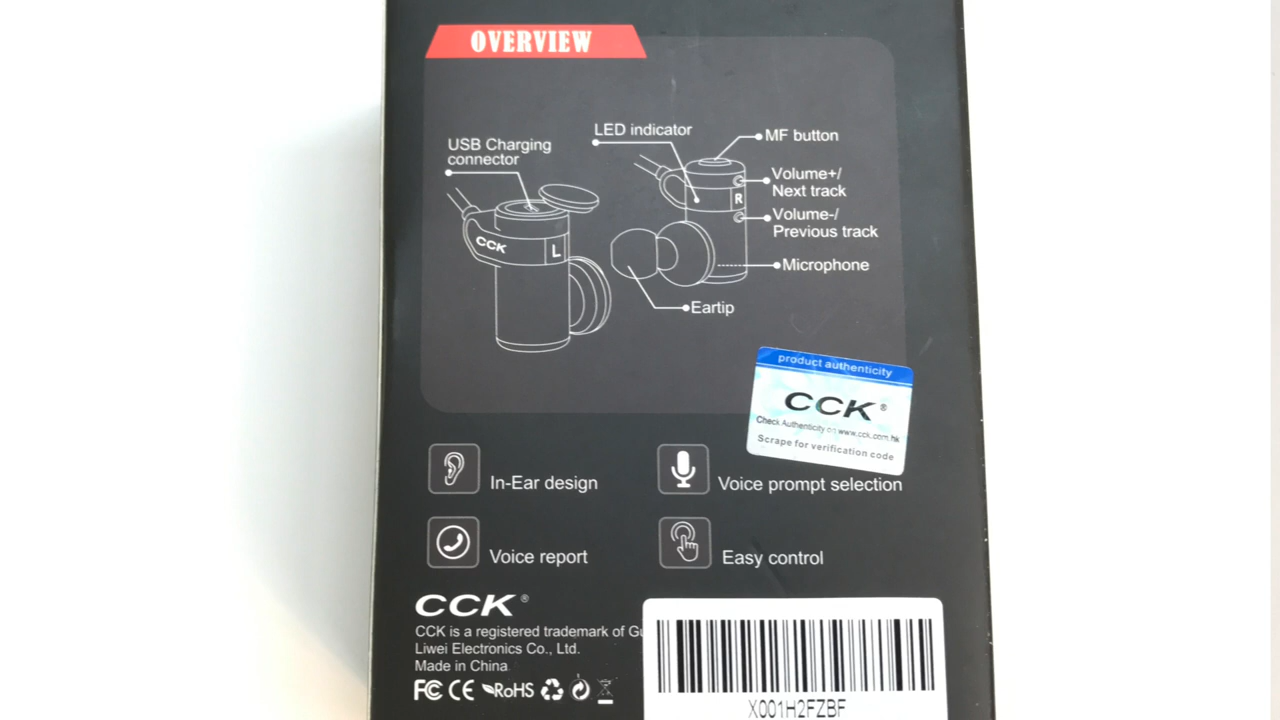 OVERVIEW
LED indicator
MF button
USB Charging
connector
Volume+/
Next track
R
Volume-/
Previous track
CCK
L
Microphone
Eartip
product authenticity
CCK®
Check Authenticity on www.cck.com.hk
Scrape for verification code
In-Ear design
Voice prompt selection
Voice report
Easy control
CCK®
CCK is a registered trademark of
Liwei Electronics Co., Ltd.
Made in China
FC CE RoHS
X001H2FZBF